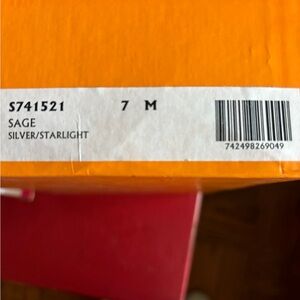 S741521 7 M
SAGE
SILVER/STARLIGHT
742498269049